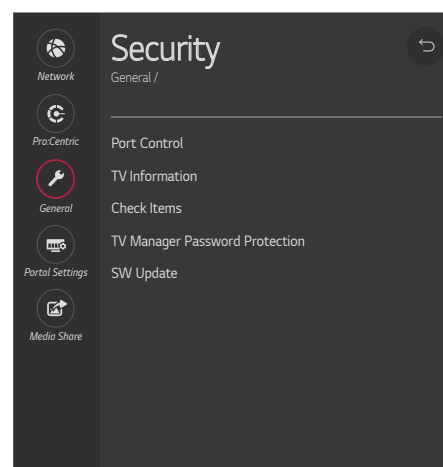 Security
General /
Network
Pro:Centric
General
Portal Settings
Media Share
Port Control
TV Information
Check Items
TV Manager Password Protection
SW Update